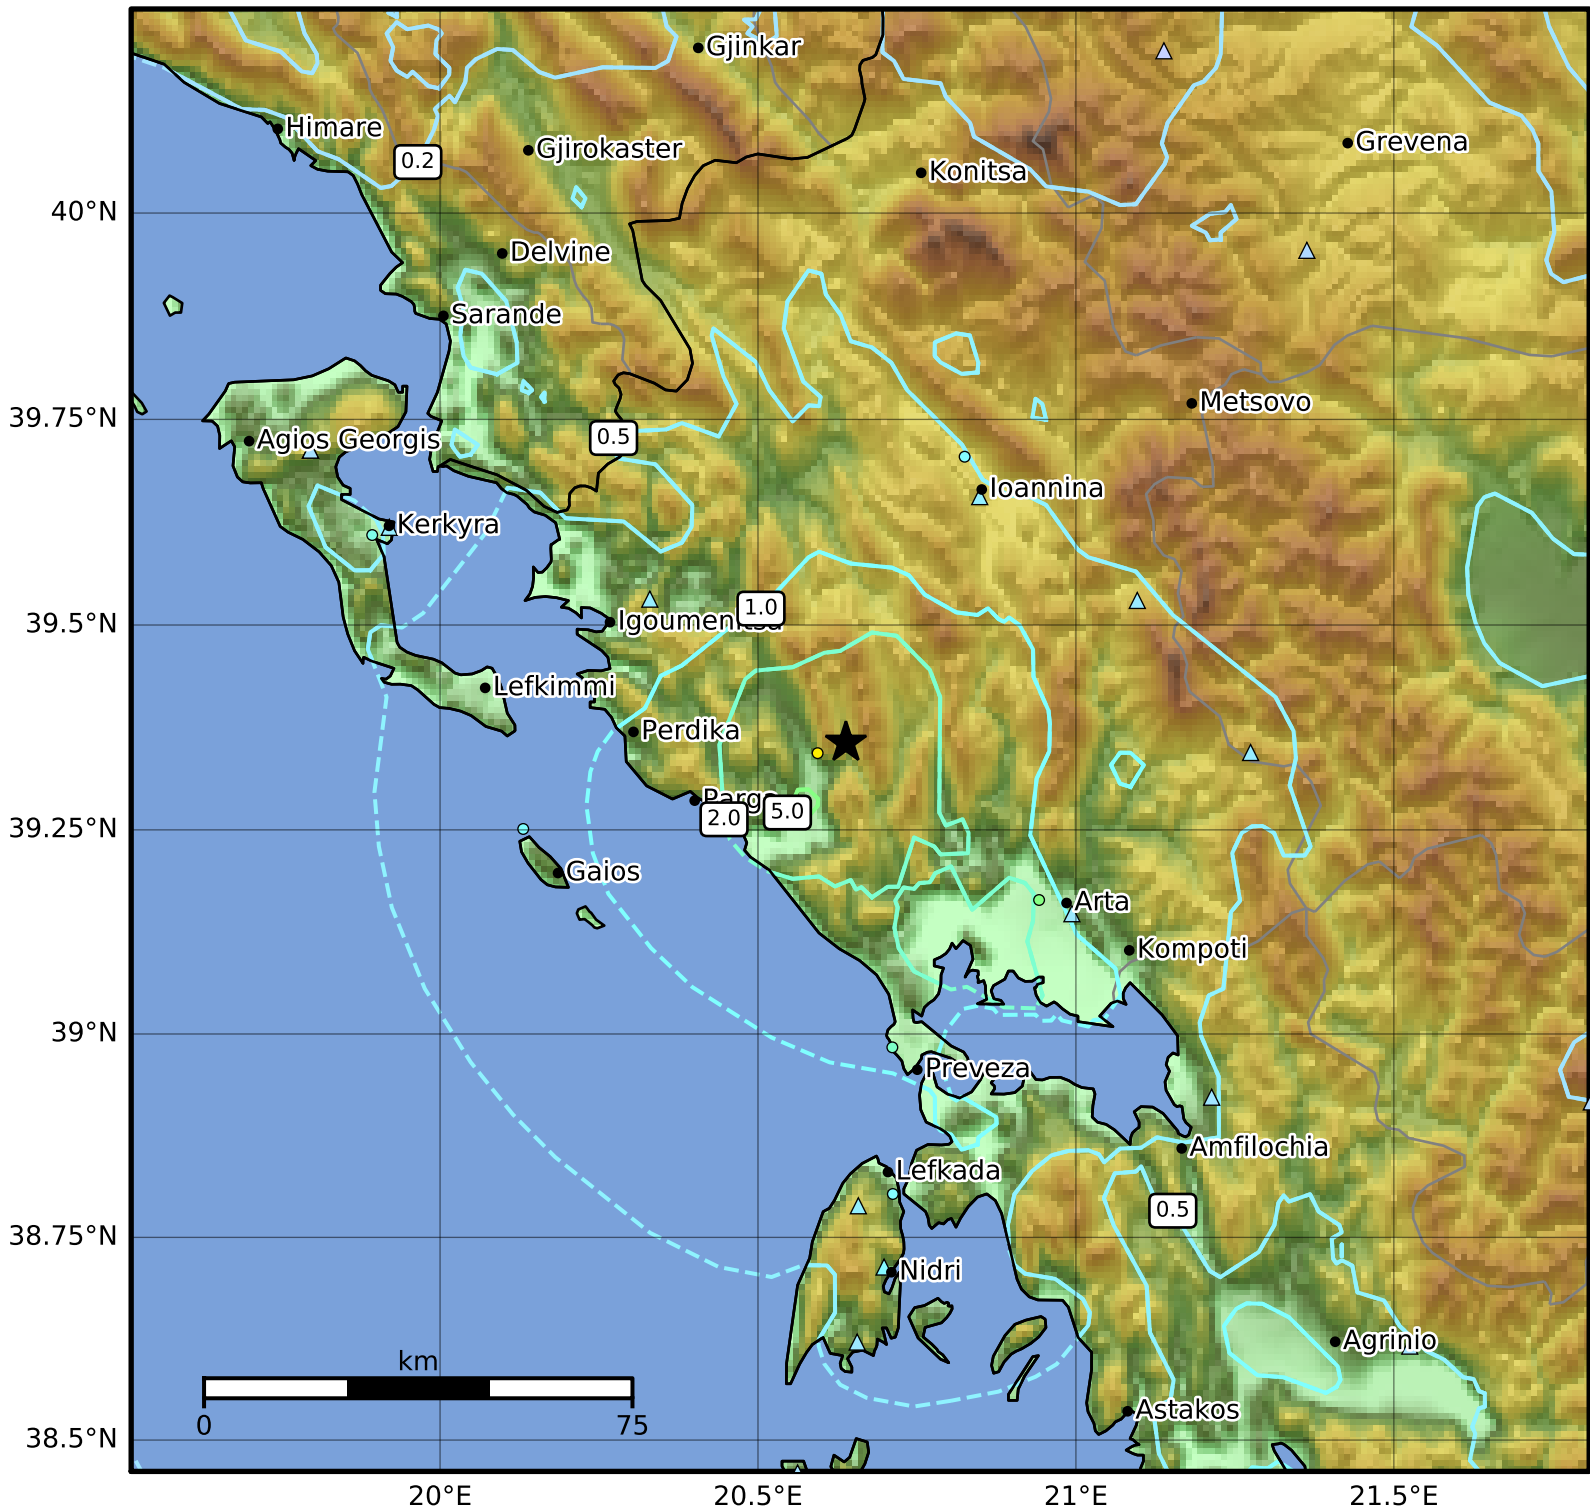 Gjinkar
Himare
Gjirokaster
Grevena
0.2
Konitsa
40°N
Delvine
Sarande
39.75°N
Metsovo
Agios Georgis
0.5
Ioannina
Kerkyra
1.0
39.5°N
Igoumenitsa
Lefkimmi
Perdika
Parga
2.0
5.0
39.25°N
Gaios
Arta
Kompoti
39°N
Preveza
Amfilochia
Lefkada
0.5
38.75°N
Nidri
Agrinio
km
0
75
Astakos
38.5°N
20°E
20.5°E
21°E
21.5°E